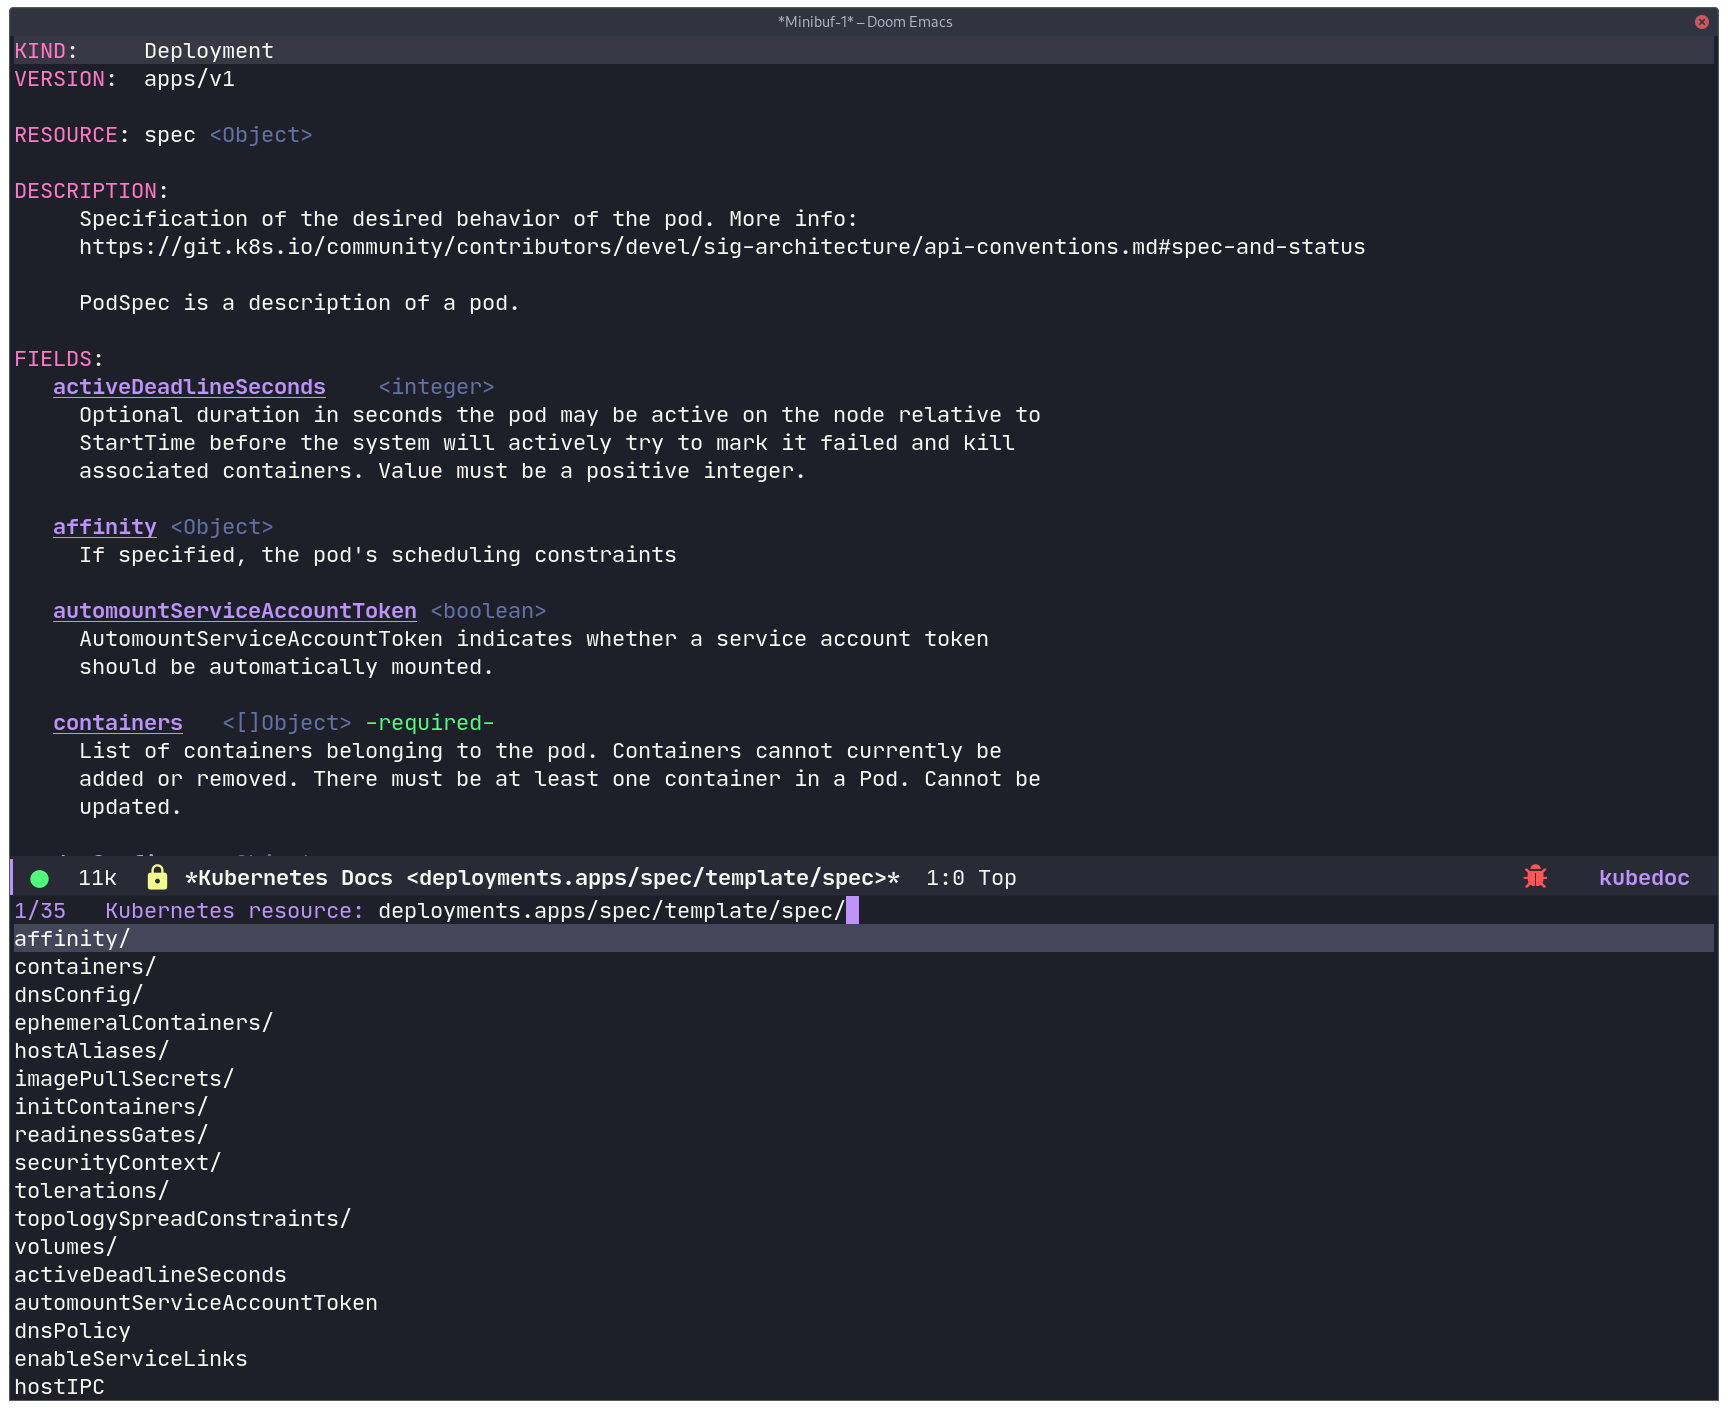 *Minibuf-1* – Doom Emacs
KIND:     Deployment
VERSION:  apps/v1
RESOURCE: spec <Object>
DESCRIPTION:
Specification of the desired behavior of the pod. More info:
https://git.k8s.io/community/contributors/devel/sig-architecture/api-conventions.md#spec-and-status
PodSpec is a description of a pod.
FIELDS:
activeDeadlineSeconds    <integer>
Optional duration in seconds the pod may be active on the node relative to
StartTime before the system will actively try to mark it failed and kill
associated containers. Value must be a positive integer.
affinity <Object>
If specified, the pod's scheduling constraints
automountServiceAccountToken <boolean>
AutomountServiceAccountToken indicates whether a service account token
should be automatically mounted.
containers   <[]Object> -required-
List of containers belonging to the pod. Containers cannot currently be
added or removed. There must be at least one container in a Pod. Cannot be
updated.
11k *Kubernetes Docs <deployments.apps/spec/template/spec>*  1:0 Top kubedoc
1/35   Kubernetes resource: deployments.apps/spec/template/spec/
affinity/
containers/
dnsConfig/
ephemeralContainers/
hostAliases/
imagePullSecrets/
initContainers/
readinessGates/
securityContext/
tolerations/
topologySpreadConstraints/
volumes/
activeDeadlineSeconds
automountServiceAccountToken
dnsPolicy
enableServiceLinks
hostIPC